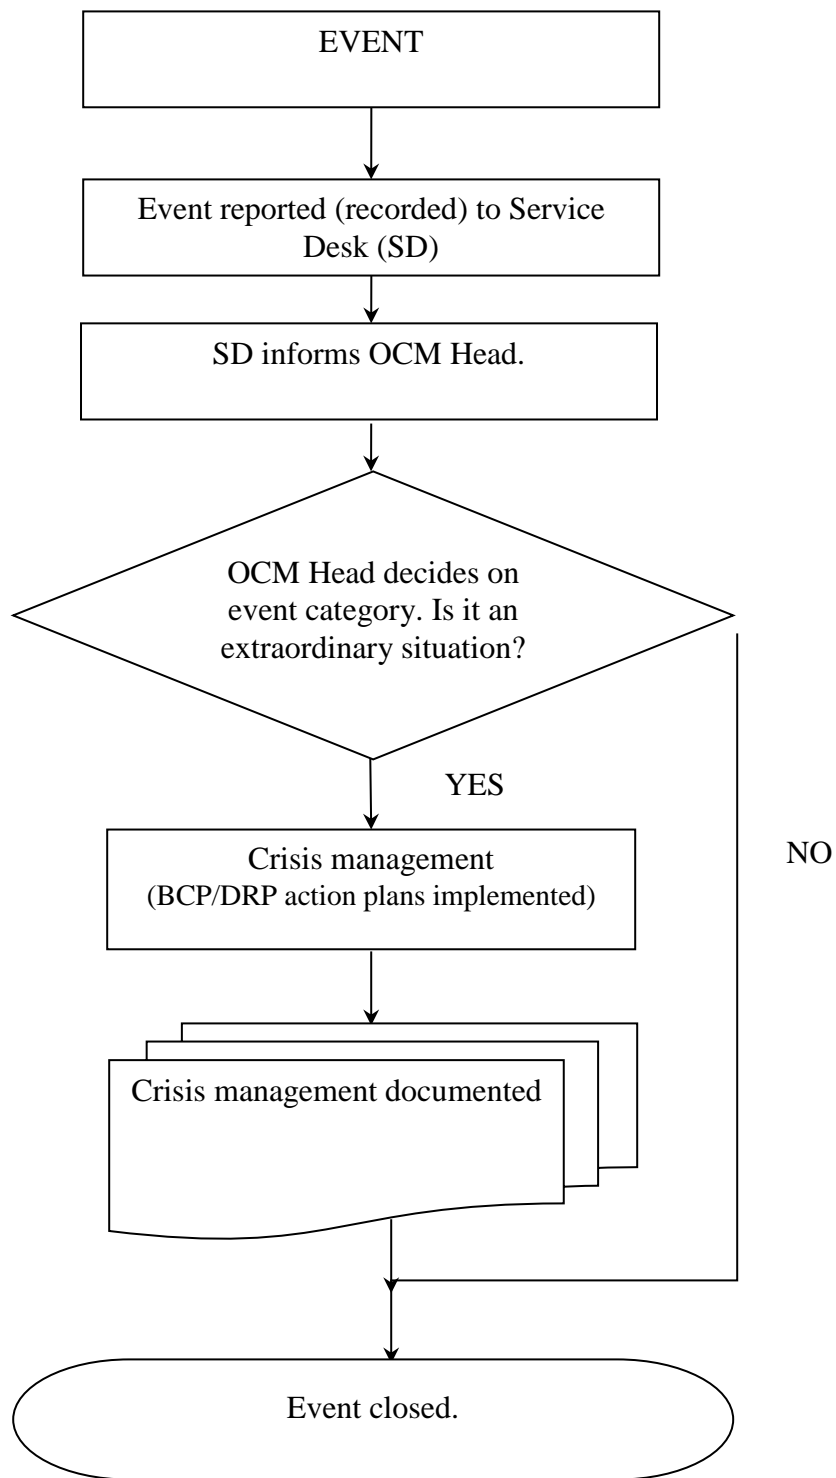 EVENT
Event reported (recorded) to Service
Desk (SD)
SD informs OCM Head.
OCM Head decides on
event category. Is it an
extraordinary situation?
YES
NO
Crisis management
(BCP/DRP action plans implemented)
Crisis management documented
Event closed.